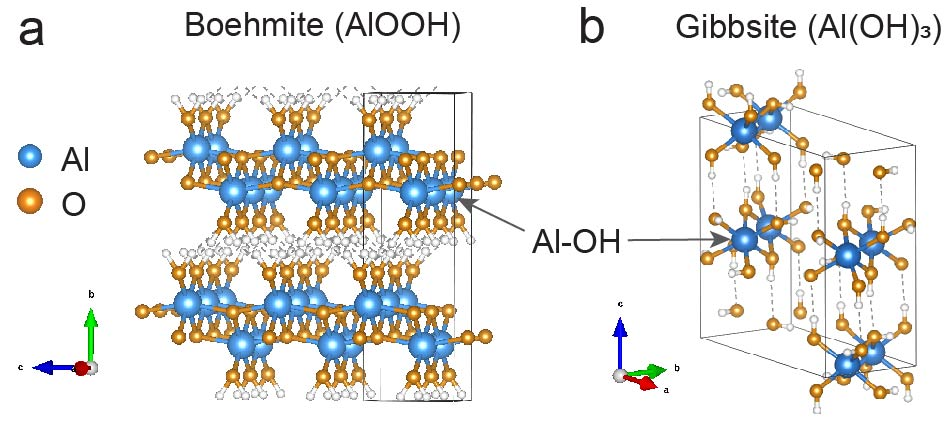 a
Boehmite (AlOOH)
b
Gibbsite (Al(OH)₃)
Al
O
Al-OH
b
c
a
c
b
a